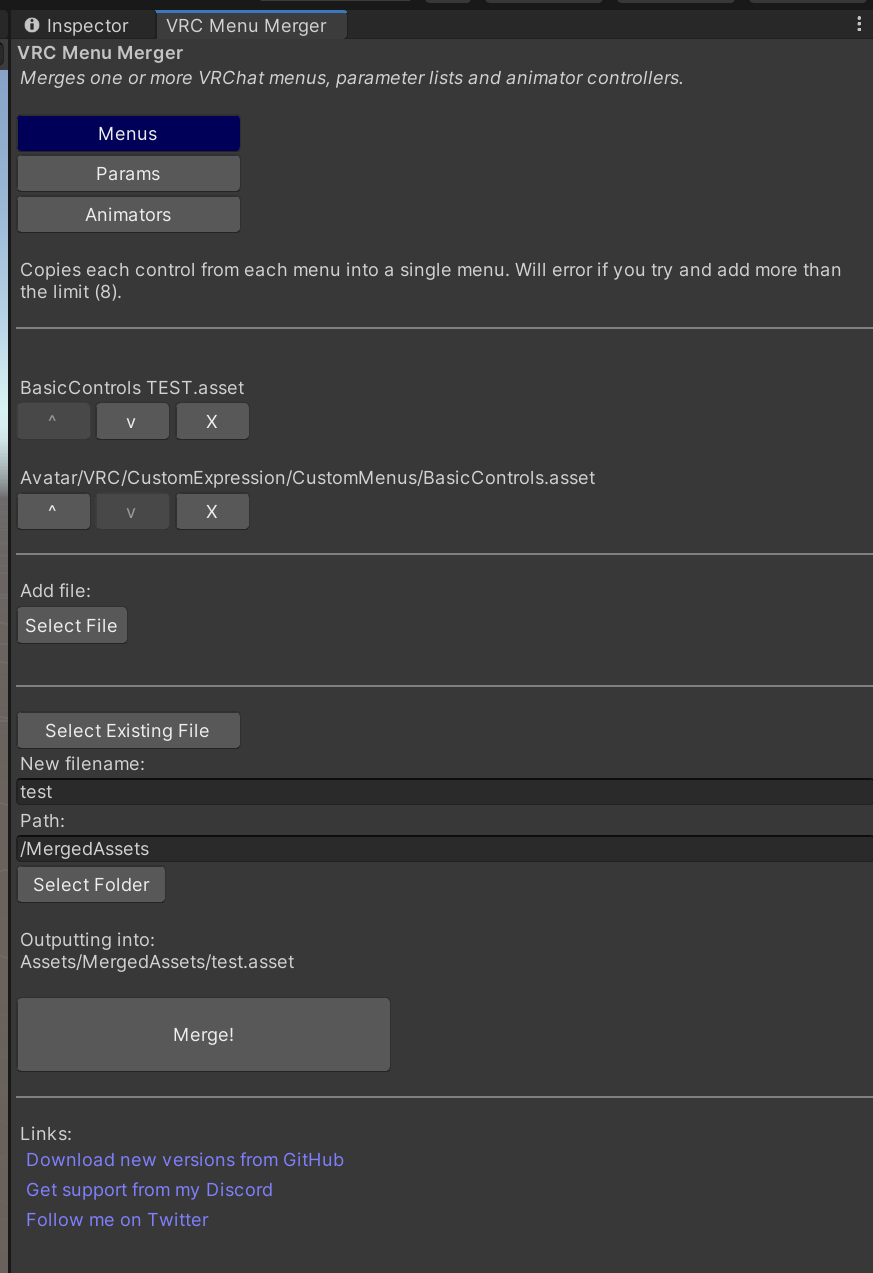 Inspector
VRC Menu Merger
VRC Menu Merger
Merges one or more VRChat menus, parameter lists and animator controllers.
Menus
Params
Animators
Copies each control from each menu into a single menu. Will error if you try and add more than
the limit (8).
BasicControls TEST.asset
^ v X
Avatar/VRC/CustomExpression/CustomMenus/BasicControls.asset
^ v X
Add file:
Select File
Select Existing File
New filename:
test
Path:
/MergedAssets
Select Folder
Outputting into:
Assets/MergedAssets/test.asset
Merge!
Links:
Download new versions from GitHub
Get support from my Discord
Follow me on Twitter